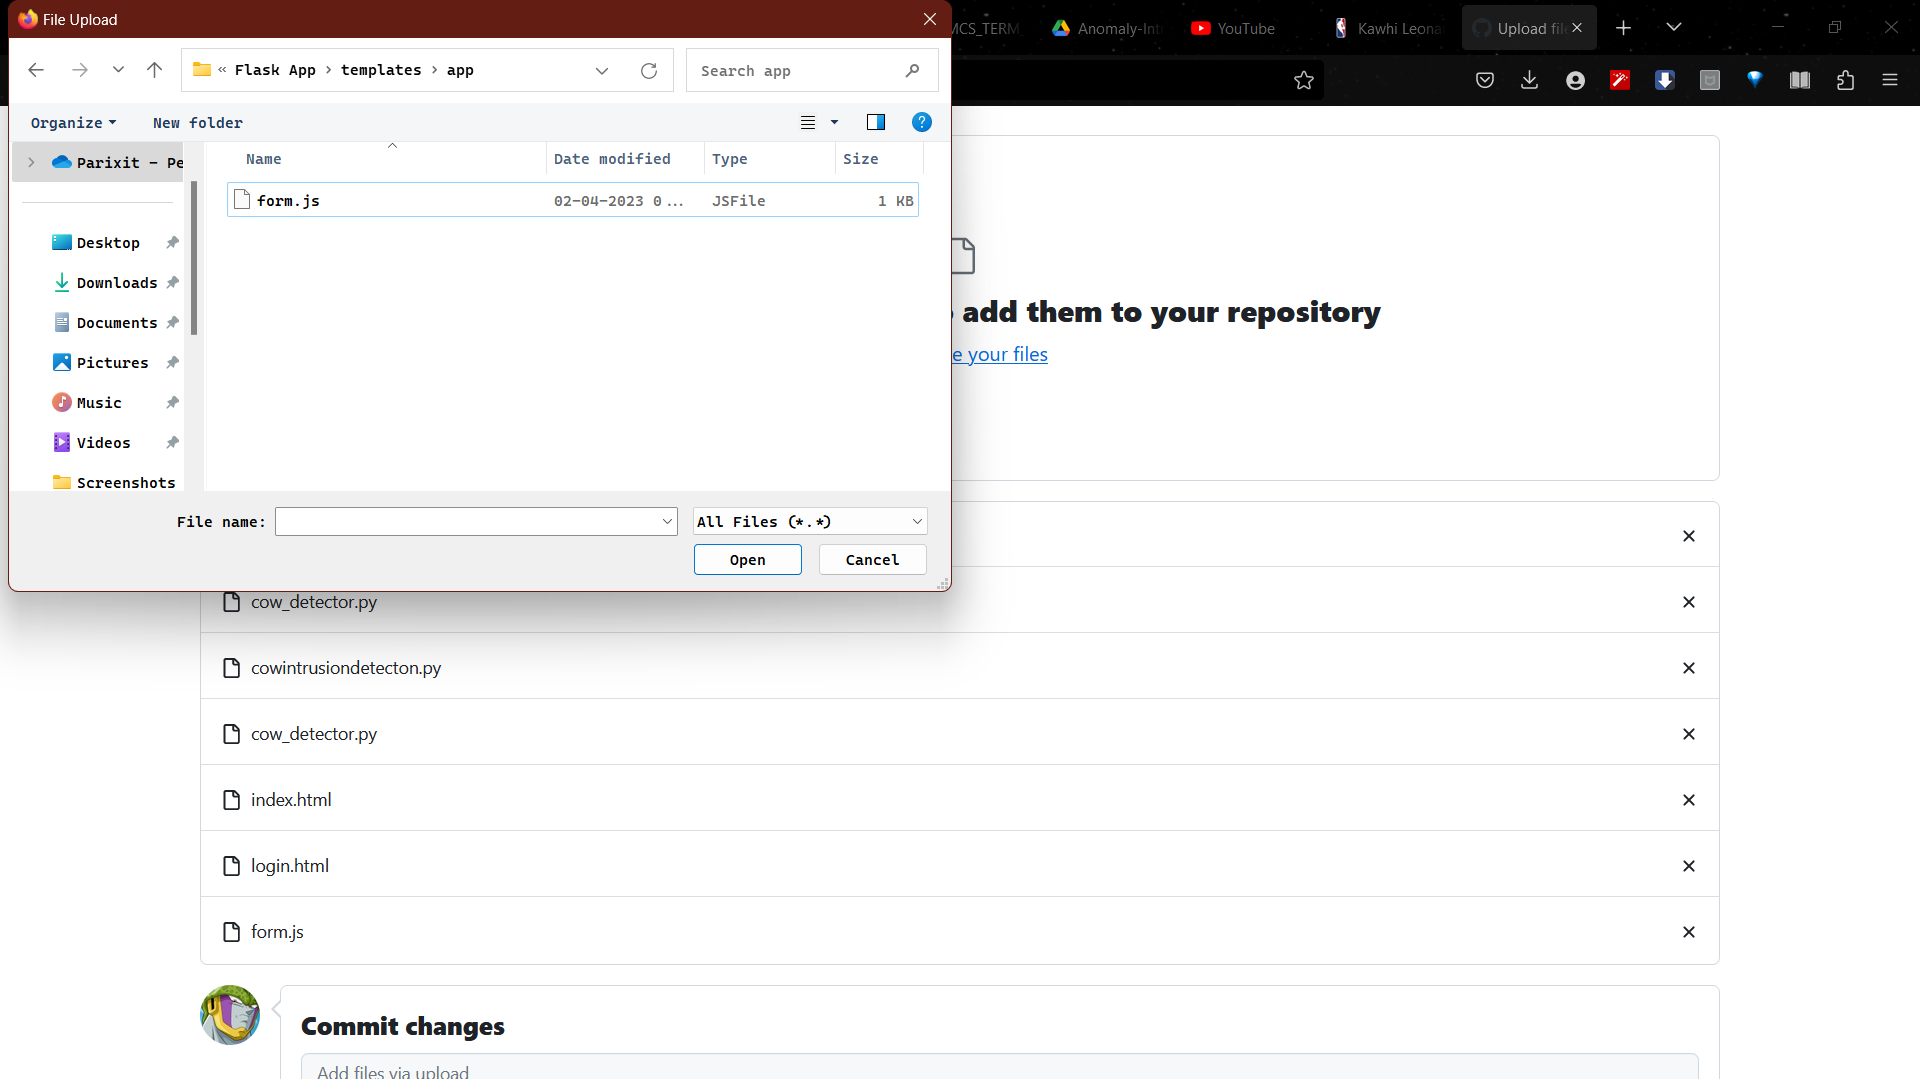 File Upload
MCS_TERM
Anomaly-Int
YouTube
Kawhi Leona
Upload file
« Flask App › templates › app
Search app
Organize
New folder
Parixit - Pe
Name
Date modified
Type
Size
form.js
02-04-2023 0...
JSFile
1 KB
Desktop
Downloads
Documents
Pictures
Music
Videos
Screenshots
File name:
All Files (*.*)
Open
Cancel
add them to your repository
e your files
cow_detector.py
cowintrusiondetecton.py
cow_detector.py
index.html
login.html
form.js
Commit changes
Add files via upload